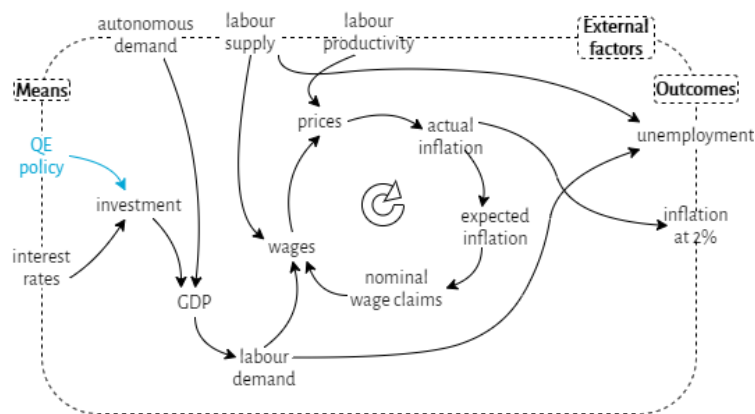 autonomous
demand
labour
supply
labour
productivity
External
factors
Means
Outcomes
prices
actual
inflation
unemployment
QE
policy
investment
wages
expected
inflation
inflation
at 2%
interest
rates
nominal
wage claims
GDP
labour
demand